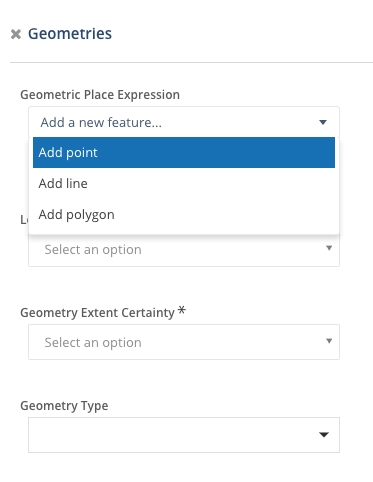 ✖ Geometries
Geometric Place Expression
Add a new feature...
Add point
Add line
Add polygon
Select an option
Geometry Extent Certainty *
Select an option
Geometry Type